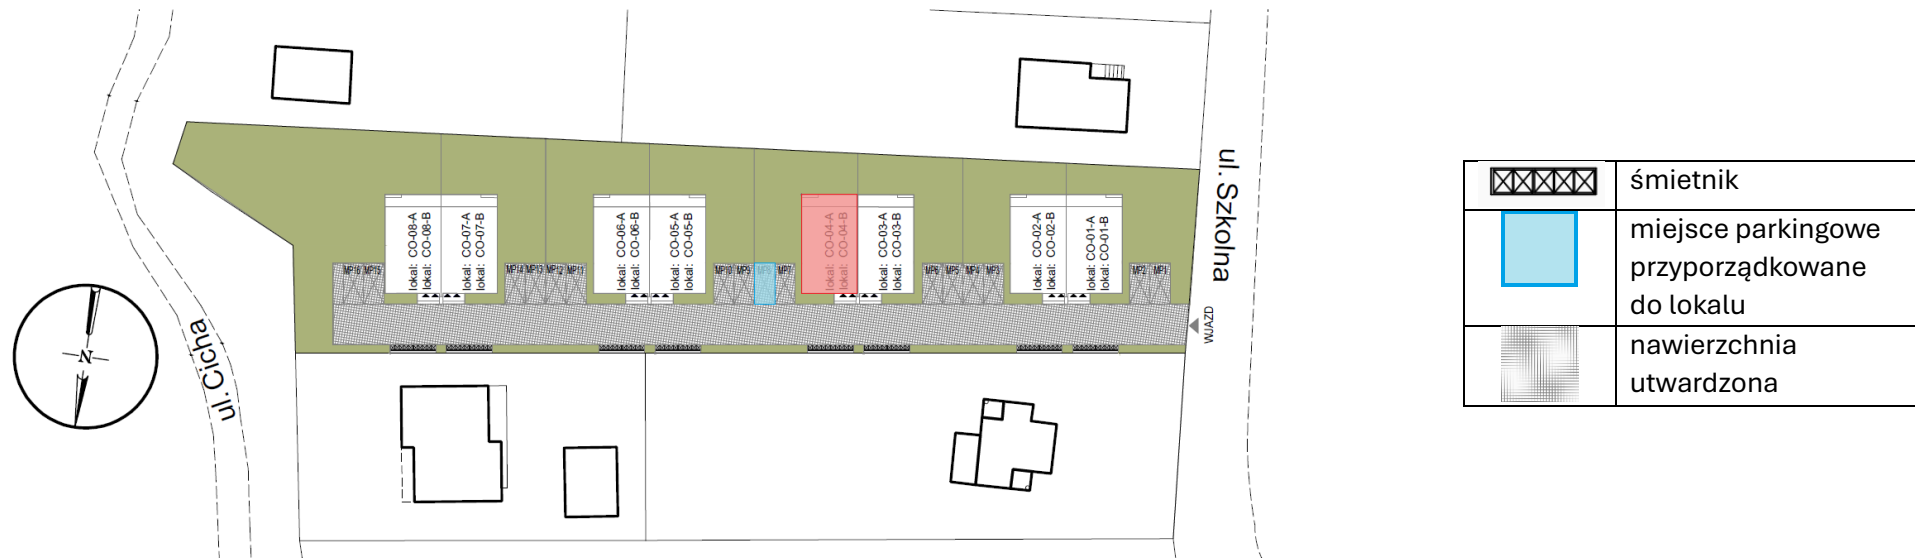 lokal: CO-08-A
lokal: CO-08-B
lokal: CO-07-A
lokal: CO-07-B
lokal: CO-06-A
lokal: CO-06-B
lokal: CO-05-A
lokal: CO-05-B
lokal: CO-04-A
lokal: CO-04-B
lokal: CO-03-A
lokal: CO-03-B
lokal: CO-02-A
lokal: CO-02-B
lokal: CO-01-A
lokal: CO-01-B
MP16 MP15
MP14 MP13 MP12 MP11
MP10 MP9 MP8 MP7
MP6 MP5 MP4 MP3
MP2 MP1
WJAZD
ul. Szkolna
ul. Cicha
N
śmietnik
miejsce parkingowe
przyporządkowane
do lokalu
nawierzchnia
utwardzona